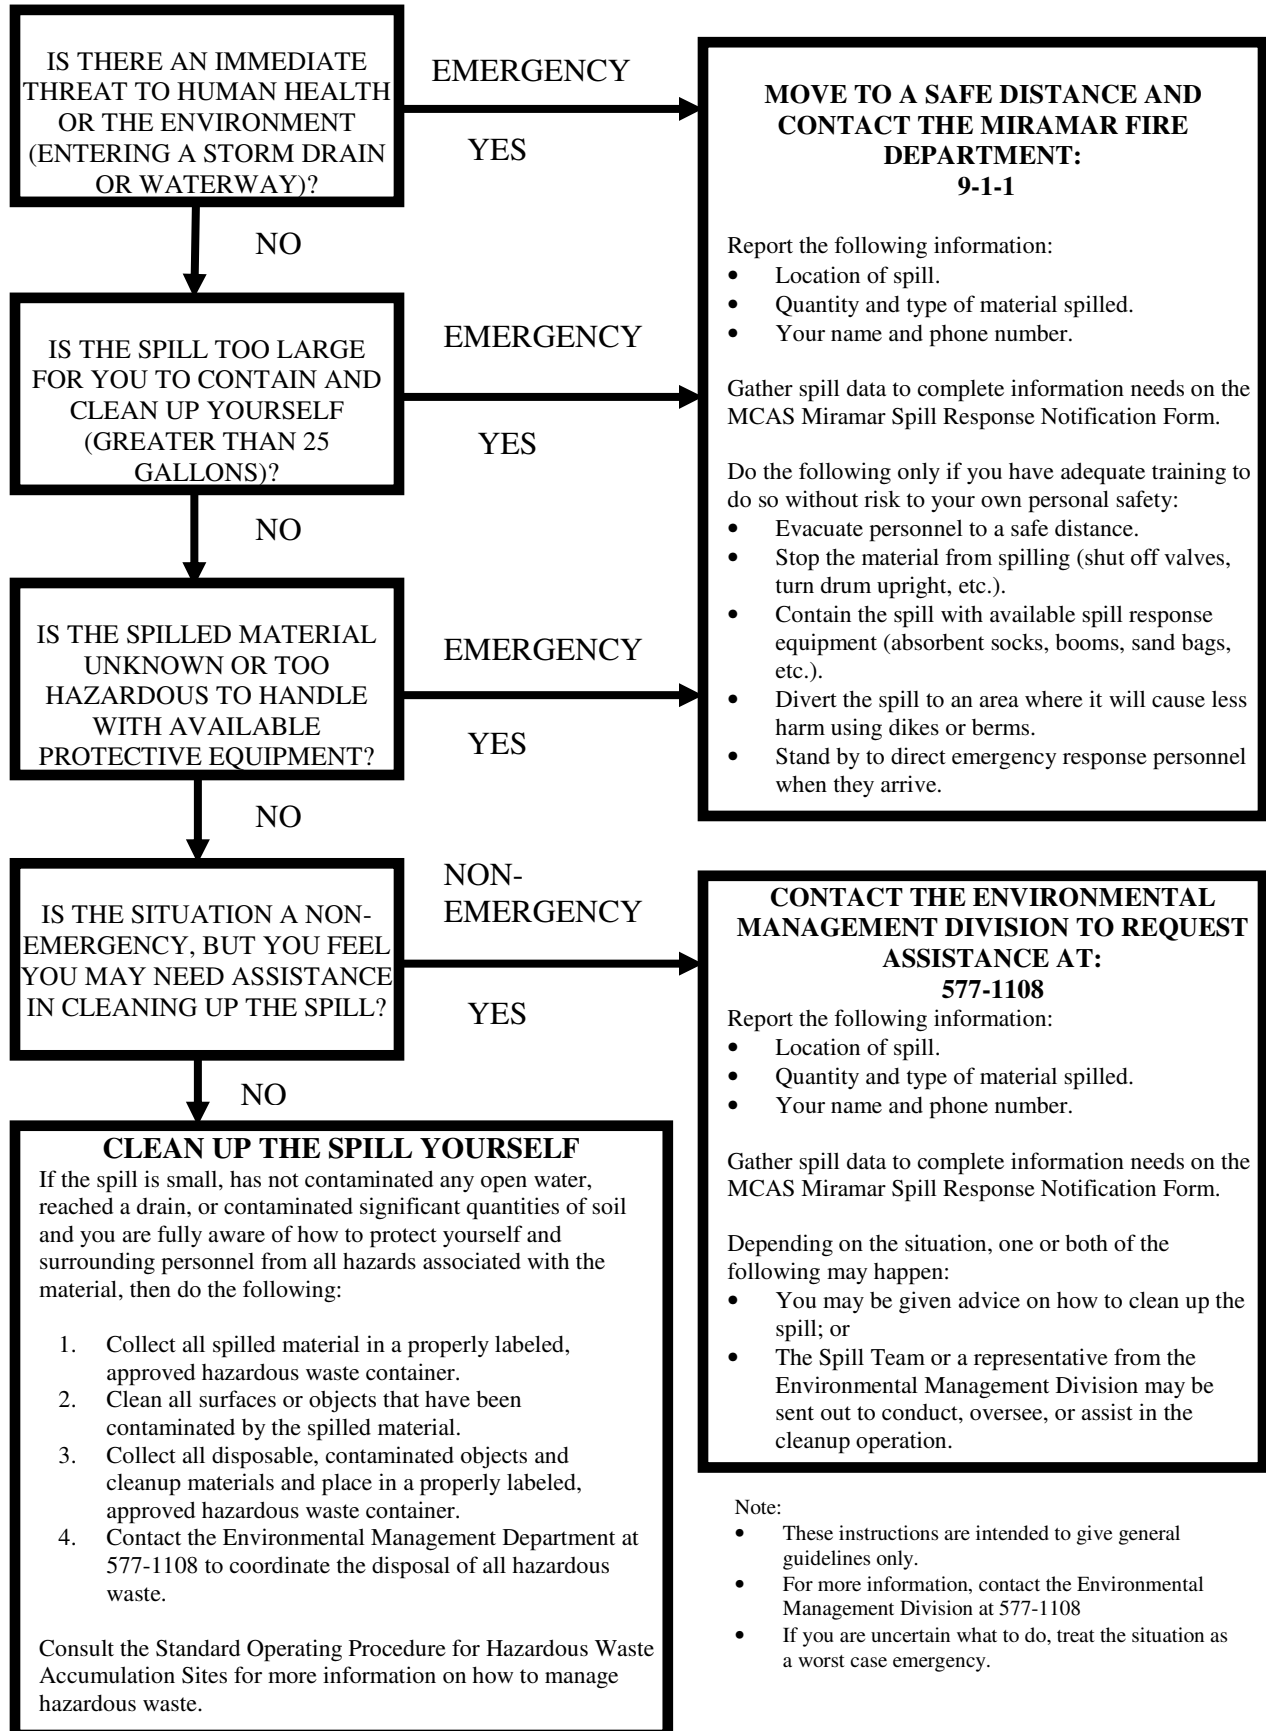 IS THERE AN IMMEDIATE
THREAT TO HUMAN HEALTH
OR THE ENVIRONMENT
(ENTERING A STORM DRAIN
OR WATERWAY)?
EMERGENCY
YES
NO
MOVE TO A SAFE DISTANCE AND
CONTACT THE MIRAMAR FIRE
DEPARTMENT:
9-1-1
Report the following information:
• Location of spill.
• Quantity and type of material spilled.
• Your name and phone number.
Gather spill data to complete information needs on the
MCAS Miramar Spill Response Notification Form.
Do the following only if you have adequate training to
do so without risk to your own personal safety:
• Evacuate personnel to a safe distance.
• Stop the material from spilling (shut off valves,
turn drum upright, etc.).
• Contain the spill with available spill response
equipment (absorbent socks, booms, sand bags,
etc.).
• Divert the spill to an area where it will cause less
harm using dikes or berms.
• Stand by to direct emergency response personnel
when they arrive.
IS THE SPILL TOO LARGE
FOR YOU TO CONTAIN AND
CLEAN UP YOURSELF
(GREATER THAN 25
GALLONS)?
EMERGENCY
YES
NO
IS THE SPILLED MATERIAL
UNKNOWN OR TOO
HAZARDOUS TO HANDLE
WITH AVAILABLE
PROTECTIVE EQUIPMENT?
EMERGENCY
YES
NO
IS THE SITUATION A NON-
EMERGENCY, BUT YOU FEEL
YOU MAY NEED ASSISTANCE
IN CLEANING UP THE SPILL?
NON-
EMERGENCY
YES
NO
CONTACT THE ENVIRONMENTAL
MANAGEMENT DIVISION TO REQUEST
ASSISTANCE AT:
577-1108
Report the following information:
• Location of spill.
• Quantity and type of material spilled.
• Your name and phone number.
Gather spill data to complete information needs on the
MCAS Miramar Spill Response Notification Form.
Depending on the situation, one or both of the
following may happen:
• You may be given advice on how to clean up the
spill; or
• The Spill Team or a representative from the
Environmental Management Division may be
sent out to conduct, oversee, or assist in the
cleanup operation.
CLEAN UP THE SPILL YOURSELF
If the spill is small, has not contaminated any open water,
reached a drain, or contaminated significant quantities of soil
and you are fully aware of how to protect yourself and
surrounding personnel from all hazards associated with the
material, then do the following:
1. Collect all spilled material in a properly labeled,
approved hazardous waste container.
2. Clean all surfaces or objects that have been
contaminated by the spilled material.
3. Collect all disposable, contaminated objects and
cleanup materials and place in a properly labeled,
approved hazardous waste container.
4. Contact the Environmental Management Department at
577-1108 to coordinate the disposal of all hazardous
waste.
Consult the Standard Operating Procedure for Hazardous Waste
Accumulation Sites for more information on how to manage
hazardous waste.
Note:
• These instructions are intended to give general
guidelines only.
• For more information, contact the Environmental
Management Division at 577-1108
• If you are uncertain what to do, treat the situation as
a worst case emergency.